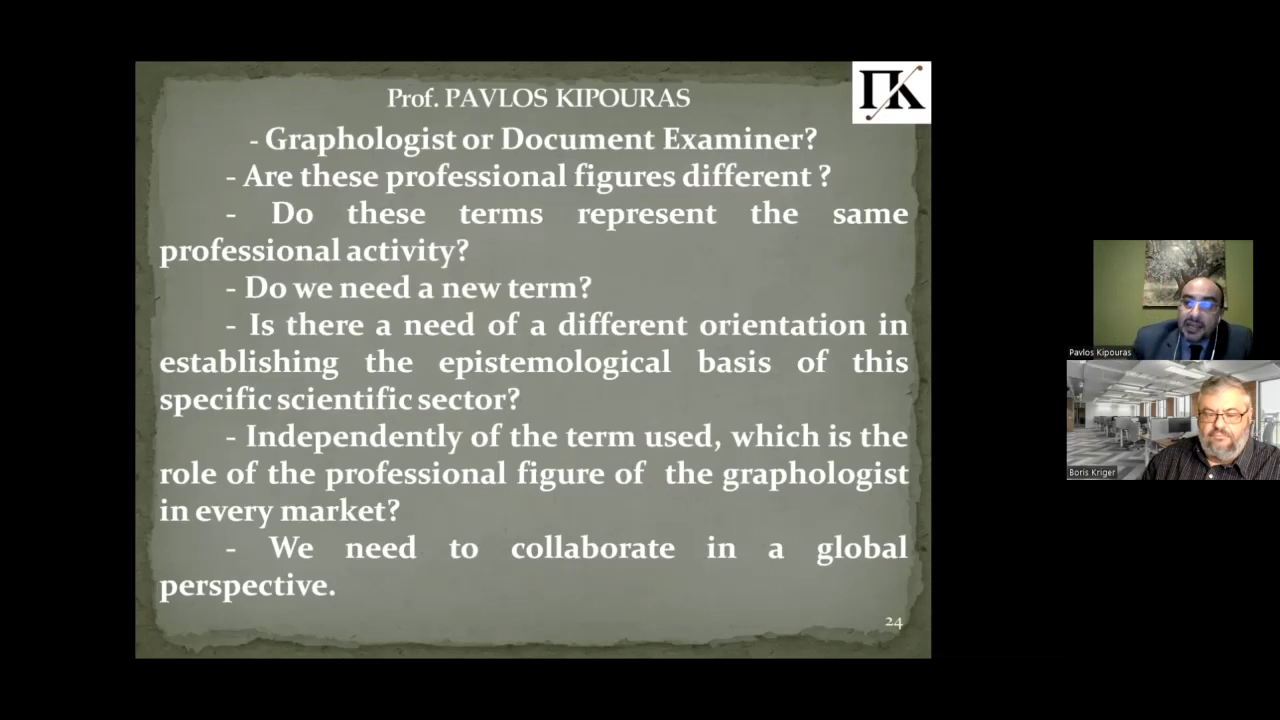 Prof. PAVLOS KIPOURAS
ΠΚ
- Graphologist or Document Examiner?
- Are these professional figures different ?
- Do these terms represent the same
professional activity?
- Do we need a new term?
- Is there a need of a different orientation in
establishing the epistemological basis of this
specific scientific sector?
- Independently of the term used, which is the
role of the professional figure of the graphologist
in every market?
- We need to collaborate in a global
perspective.
24
Pavlos Kipouras
Boris Kriger